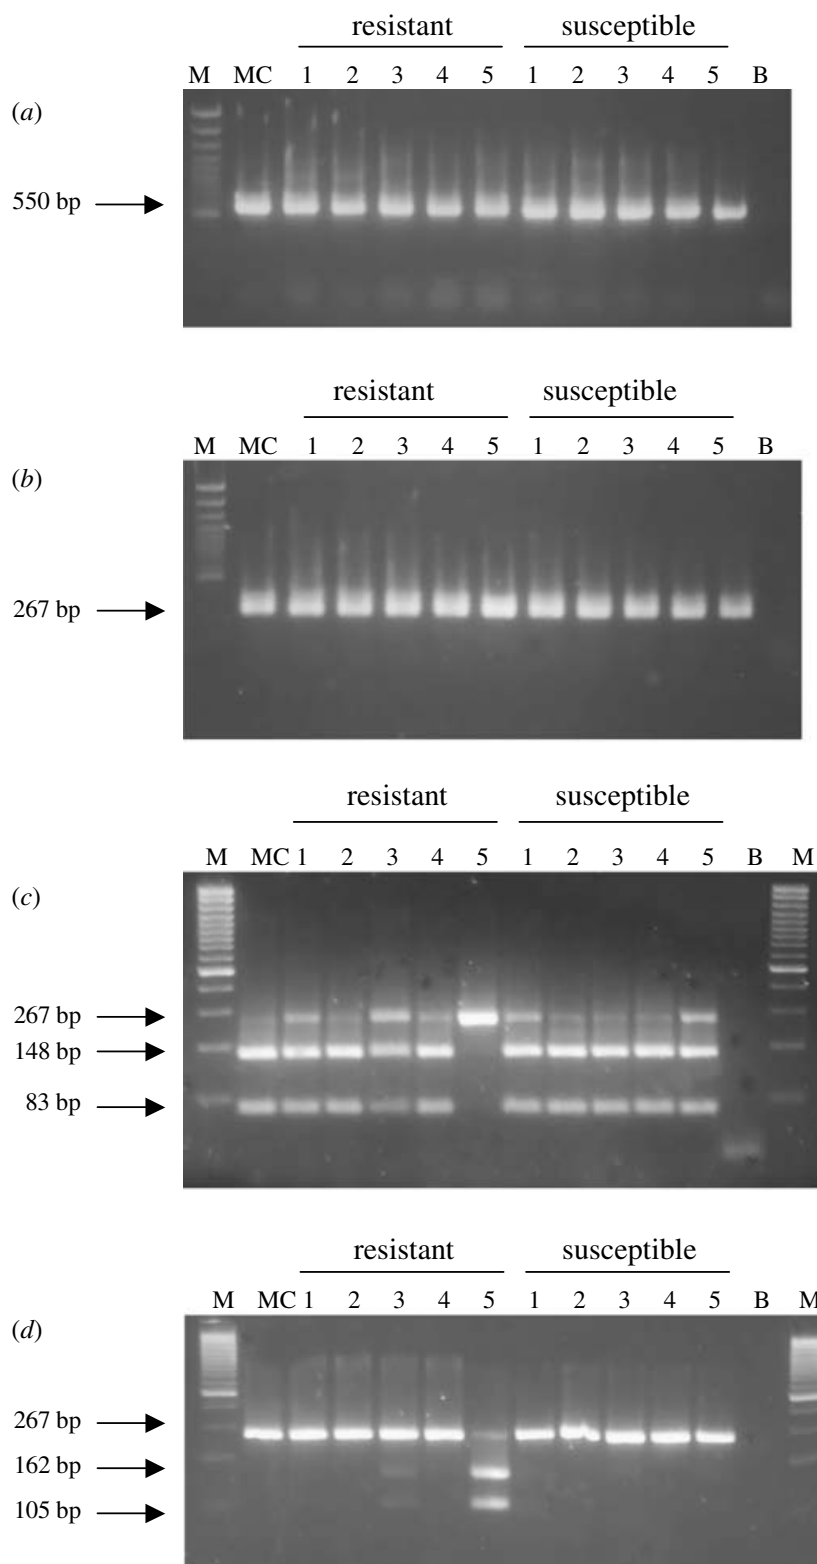 resistant susceptible
M MC 1 2 3 4 5 1 2 3 4 5 B
(a)
550 bp
resistant susceptible
M MC 1 2 3 4 5 1 2 3 4 5 B
(b)
267 bp
resistant susceptible
M MC 1 2 3 4 5 1 2 3 4 5 B M
(c)
267 bp
148 bp
83 bp
resistant susceptible
M MC 1 2 3 4 5 1 2 3 4 5 B M
(d)
267 bp
162 bp
105 bp